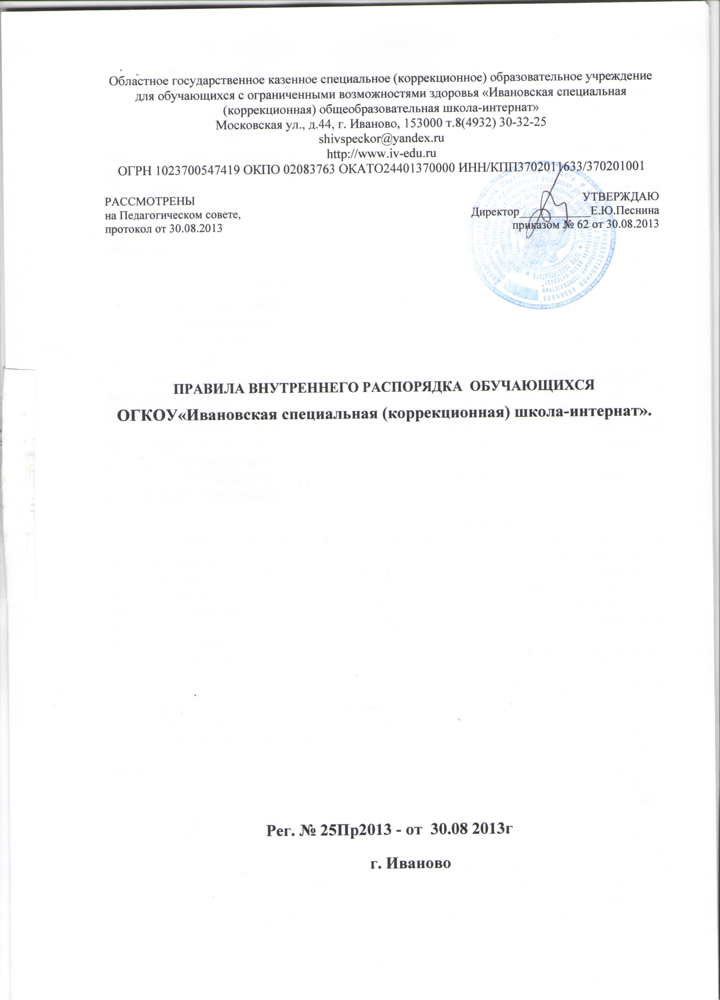 Областное государственное казенное специальное (коррекционное) образовательное учреждение
для обучающихся с ограниченными возможностями здоровья «Ивановская специальная
(коррекционная) общеобразовательная школа-интернат»
Московская ул., д.44, г. Иваново, 153000 т.8(4932) 30-32-25
shivspeckor@yandex.ru
http://www.iv-edu.ru
ОГРН 1023700547419 ОКПО 02083763 ОКАТО24401370000 ИНН/КПП3702011633/370201001
РАССМОТРЕНЫ
на Педагогическом совете,
протокол от 30.08.2013
УТВЕРЖДАЮ
Директор____________Е.Ю.Песнина
приказом № 62 от 30.08.2013
ПРАВИЛА ВНУТРЕННЕГО РАСПОРЯДКА ОБУЧАЮЩИХСЯ
ОГКОУ«Ивановская специальная (коррекционная) школа-интернат».
Рег. № 25Пр2013 - от 30.08 2013г
г. Иваново